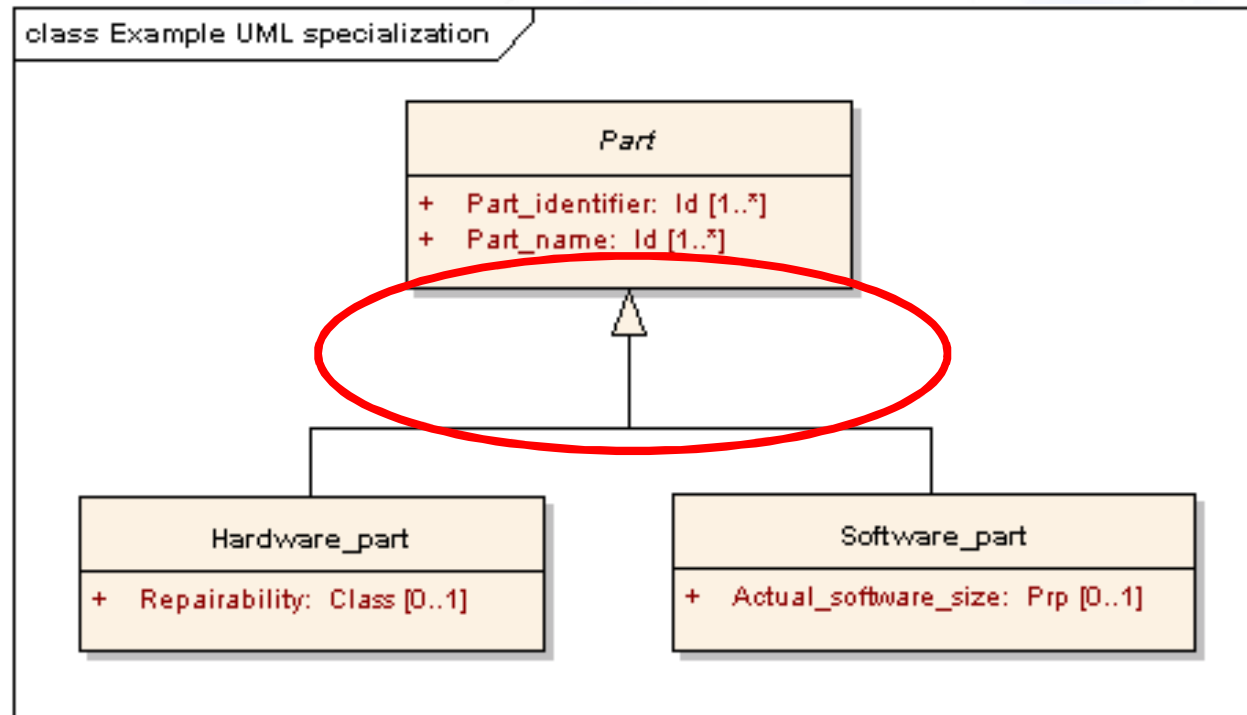 class Example UML specialization
Part
+ Part_identifier: Id [1..*]
+ Part_name: Id [1..*]
Hardware_part
+ Repairability: Class [0..1]
Software_part
+ Actual_software_size: Prp [0..1]